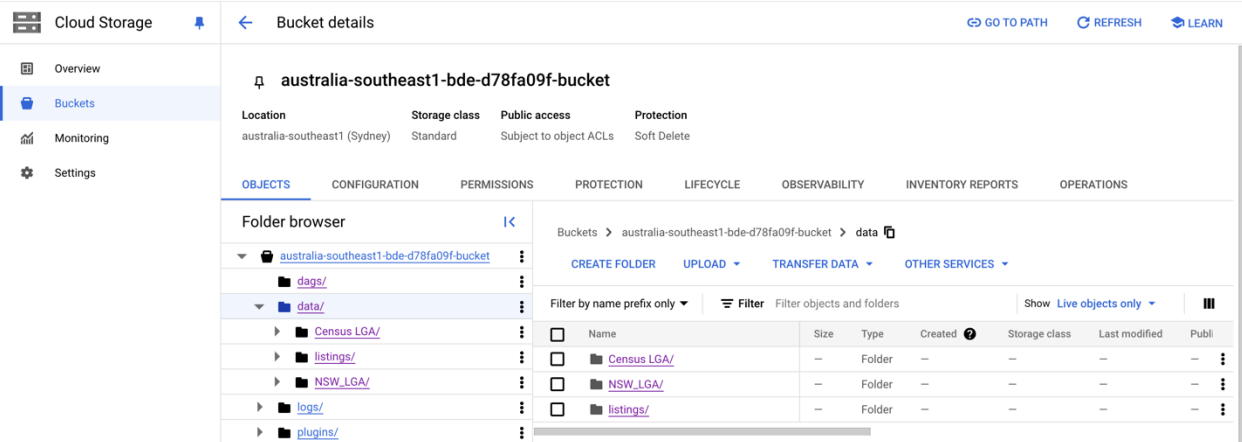 Cloud Storage
Bucket details
GO TO PATH
REFRESH
LEARN
Overview
Buckets
Monitoring
Settings
australia-southeast1-bde-d78fa09f-bucket
Location Storage class Public access Protection
australia-southeast1 (Sydney) Standard Subject to object ACLs Soft Delete
OBJECTS CONFIGURATION PERMISSIONS PROTECTION LIFECYCLE OBSERVABILITY INVENTORY REPORTS OPERATIONS
Folder browser
australia-southeast1-bde-d78fa09f-bucket
dags/
data/
Census LGA/
listings/
NSW_LGA/
logs/
plugins/
Buckets > australia-southeast1-bde-d78fa09f-bucket > data
CREATE FOLDER UPLOAD TRANSFER DATA OTHER SERVICES
Filter by name prefix only Filter Filter objects and folders Show Live objects only
Name Size Type Created Storage class Last modified Publi
Census LGA/ — Folder — — — —
NSW_LGA/ — Folder — — — —
listings/ — Folder — — — —